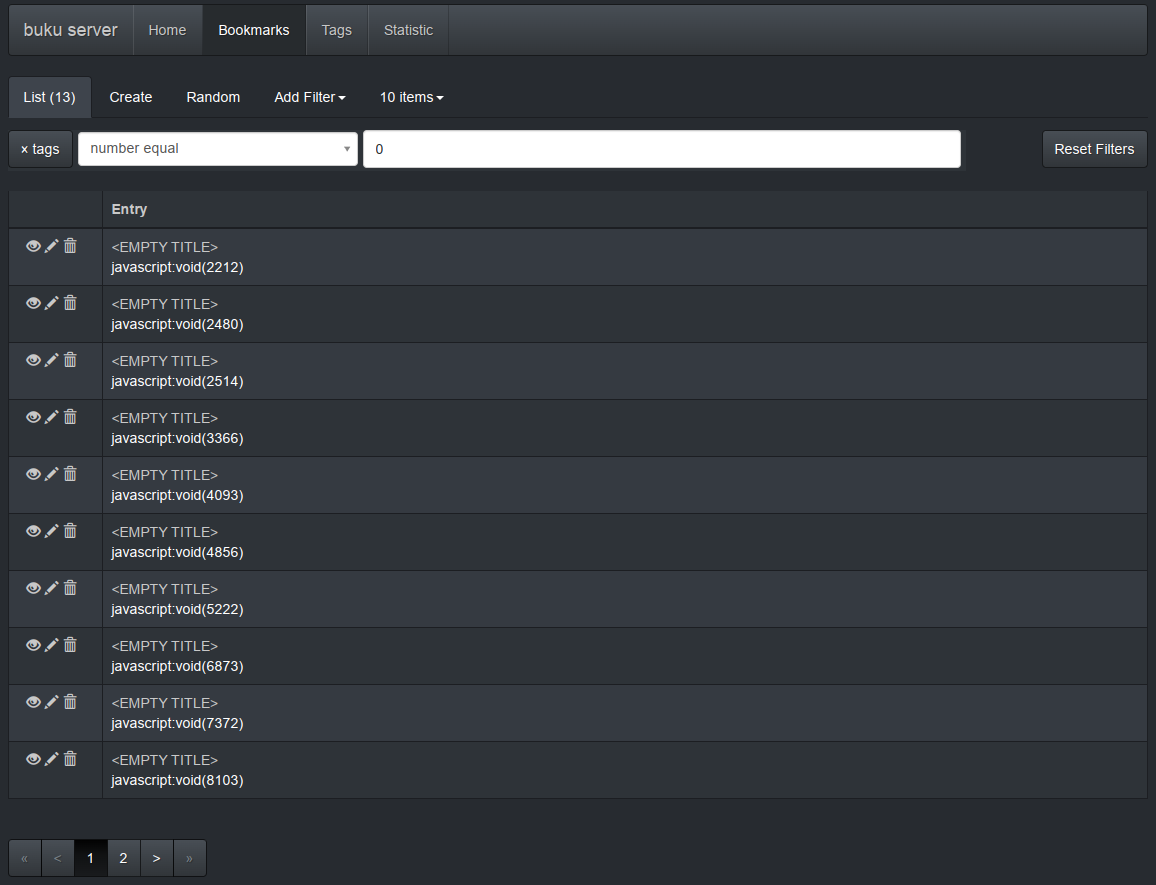 buku server Home Bookmarks Tags Statistic
List (13) Create Random Add Filter 10 items
× tags number equal 0 Reset Filters
Entry
<EMPTY TITLE>
javascript:void(2212)
<EMPTY TITLE>
javascript:void(2480)
<EMPTY TITLE>
javascript:void(2514)
<EMPTY TITLE>
javascript:void(3366)
<EMPTY TITLE>
javascript:void(4093)
<EMPTY TITLE>
javascript:void(4856)
<EMPTY TITLE>
javascript:void(5222)
<EMPTY TITLE>
javascript:void(6873)
<EMPTY TITLE>
javascript:void(7372)
<EMPTY TITLE>
javascript:void(8103)
« < 1 2 > »